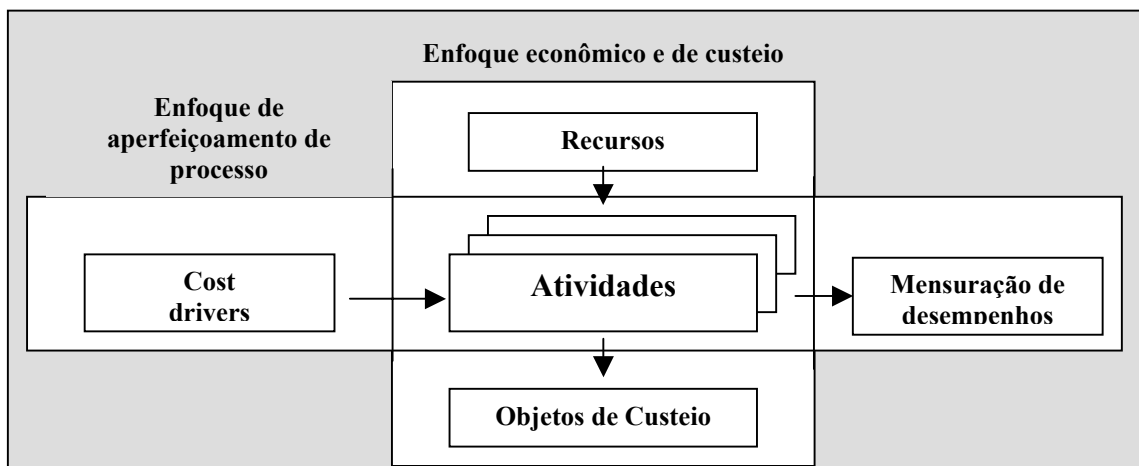 Enfoque econômico e de custeio
Enfoque de
aperfeiçoamento de
processo
Recursos
Cost
drivers
Atividades
Mensuração de
desempenhos
Objetos de Custeio